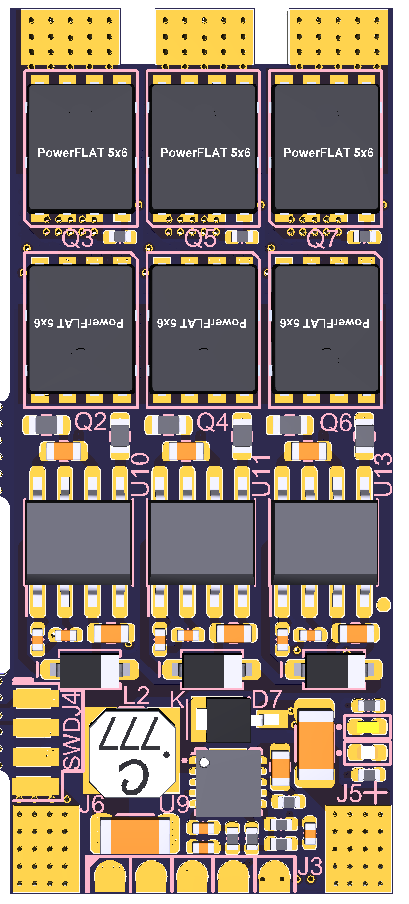 PowerFLAT 5x6 PowerFLAT 5x6 PowerFLAT 5x6
Q3 Q5 Q7
PowerFLAT 5x6 PowerFLAT 5x6 PowerFLAT 5x6
Q2 Q4 Q6
U10 U11 U13
L2 K D7
SWD J4
777
C
J6 U9 J5+
J3